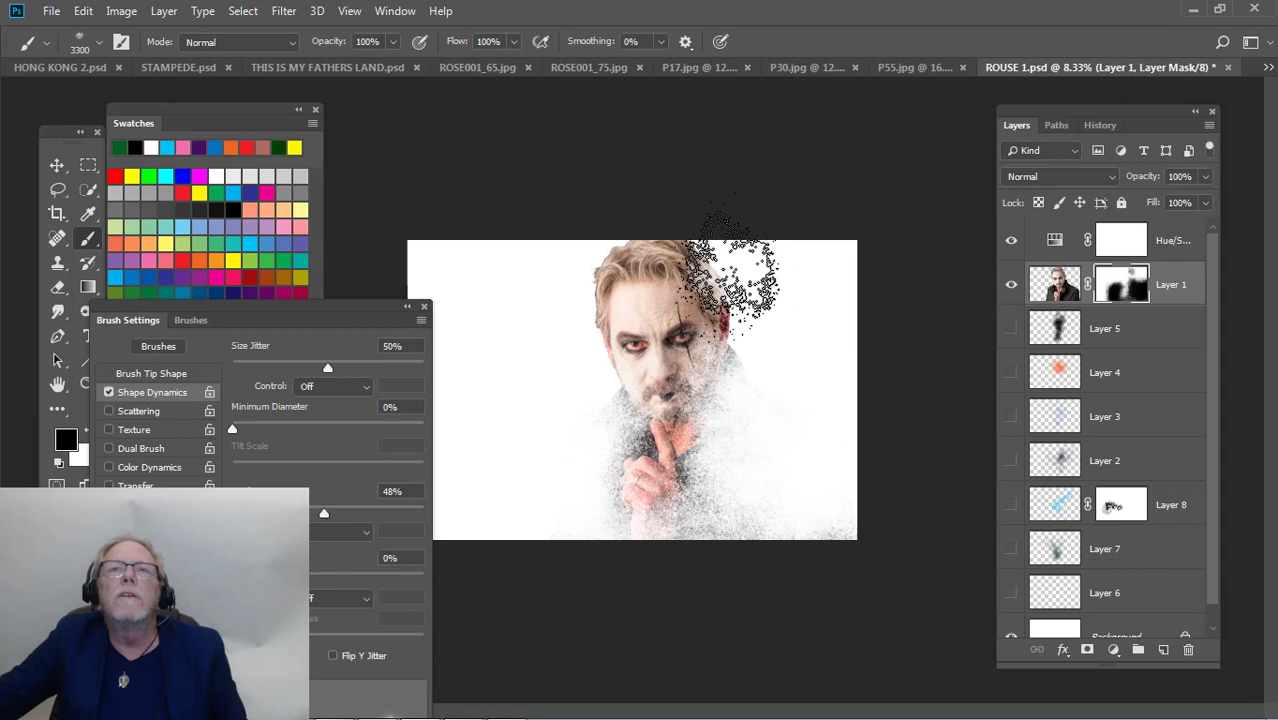 Ps File Edit Image Layer Type Select Filter 3D View Window Help
3300 Mode: Normal Opacity: 100% Flow: 100% Smoothing: 0%
HONG KONG 2.psd STAMPEDE.psd THIS IS MY FATHERS LAND.psd ROSE001_65.jpg ROSE001_75.jpg P17.jpg @ 12.... P30.jpg @ 12.... P55.jpg @ 16.... ROUSE 1.psd @ 8.33% (Layer 1, Layer Mask/8) *
Swatches
Brush Settings Brushes
Brushes
Size Jitter 50%
Brush Tip Shape
Shape Dynamics
Control: Off
Scattering
Minimum Diameter 0%
Texture
Dual Brush
Tilt Scale
Color Dynamics
Transfer
48%
0%
Flip Y Jitter
Layers Paths History
Kind
Normal Opacity: 100%
Lock: Fill: 100%
Hue/S...
Layer 1
Layer 5
Layer 4
Layer 3
Layer 2
Layer 8
Layer 7
Layer 6
Background
fx